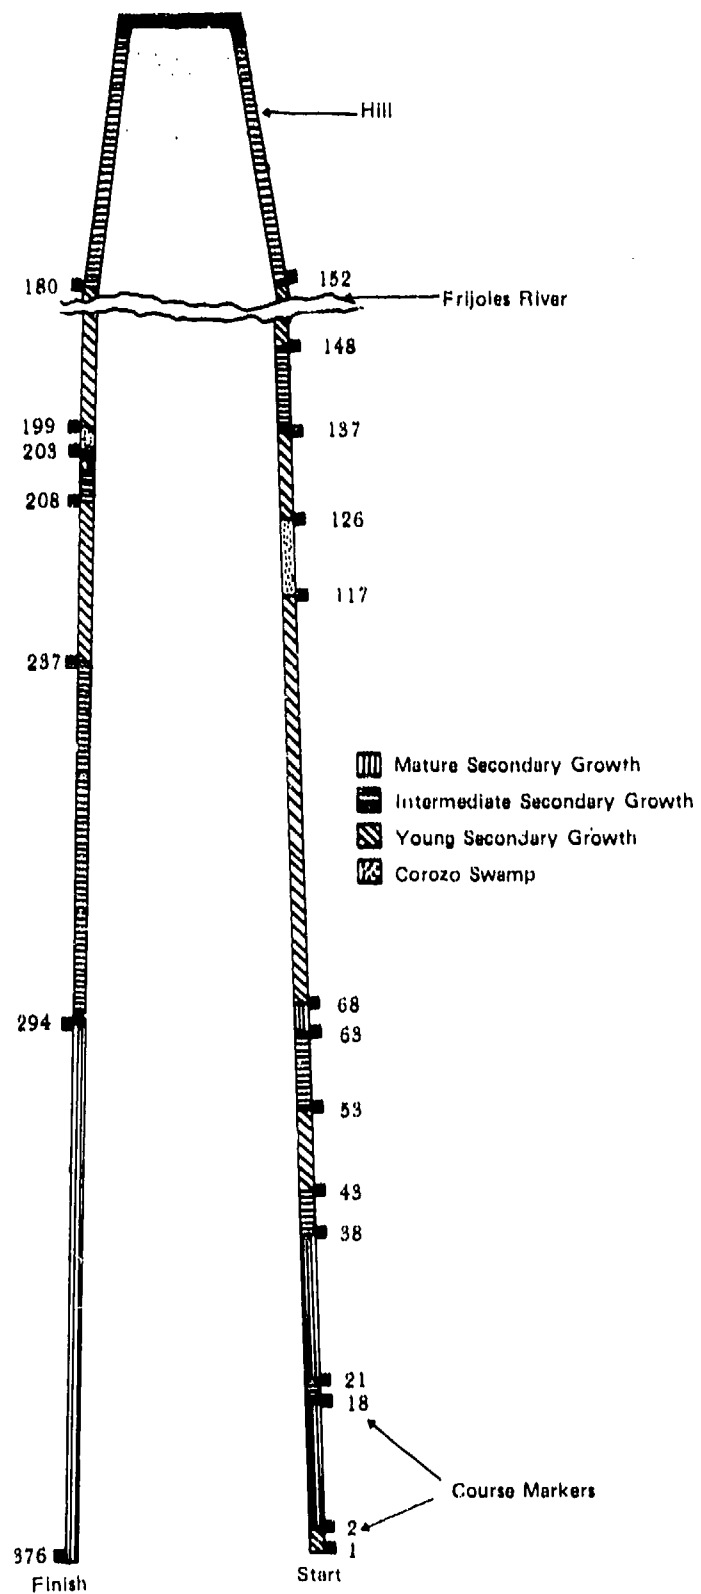 Hill
180
152
Frijoles River
148
199
137
203
208
126
117
237
Mature Secondary Growth
Intermediate Secondary Growth
Young Secondary Growth
Corozo Swamp
68
294
63
53
43
38
21
18
Course Markers
2
376
1
Start
Finish